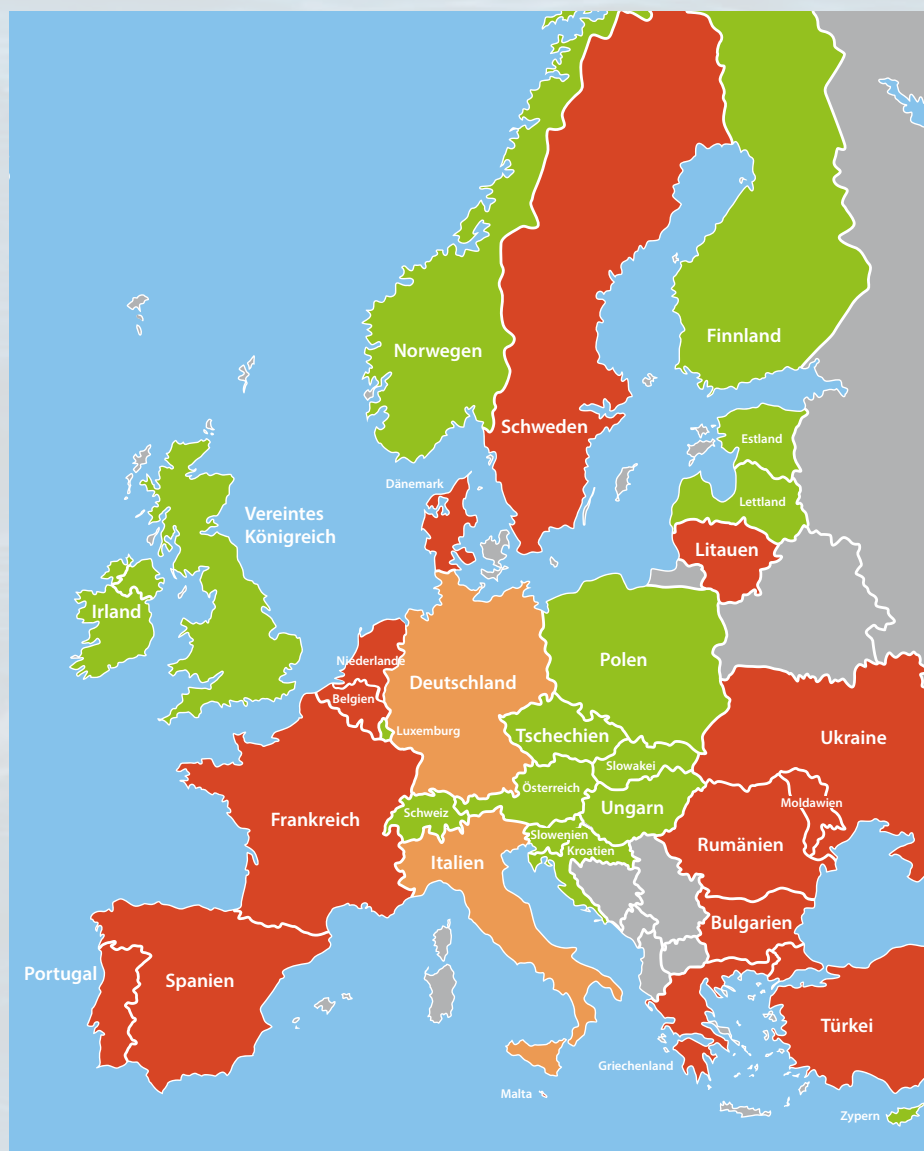 Norwegen
Finnland
Schweden
Estland
Dänemark
Lettland
Vereintes
Königreich
Litauen
Irland
Niederlande
Polen
Deutschland
Belgien
Luxemburg
Tschechien
Ukraine
Slowakei
Österreich
Ungarn
Moldawien
Schweiz
Frankreich
Slowenien
Kroatien
Rumänien
Italien
Bulgarien
Portugal
Spanien
Türkei
Griechenland
Malta
Zypern